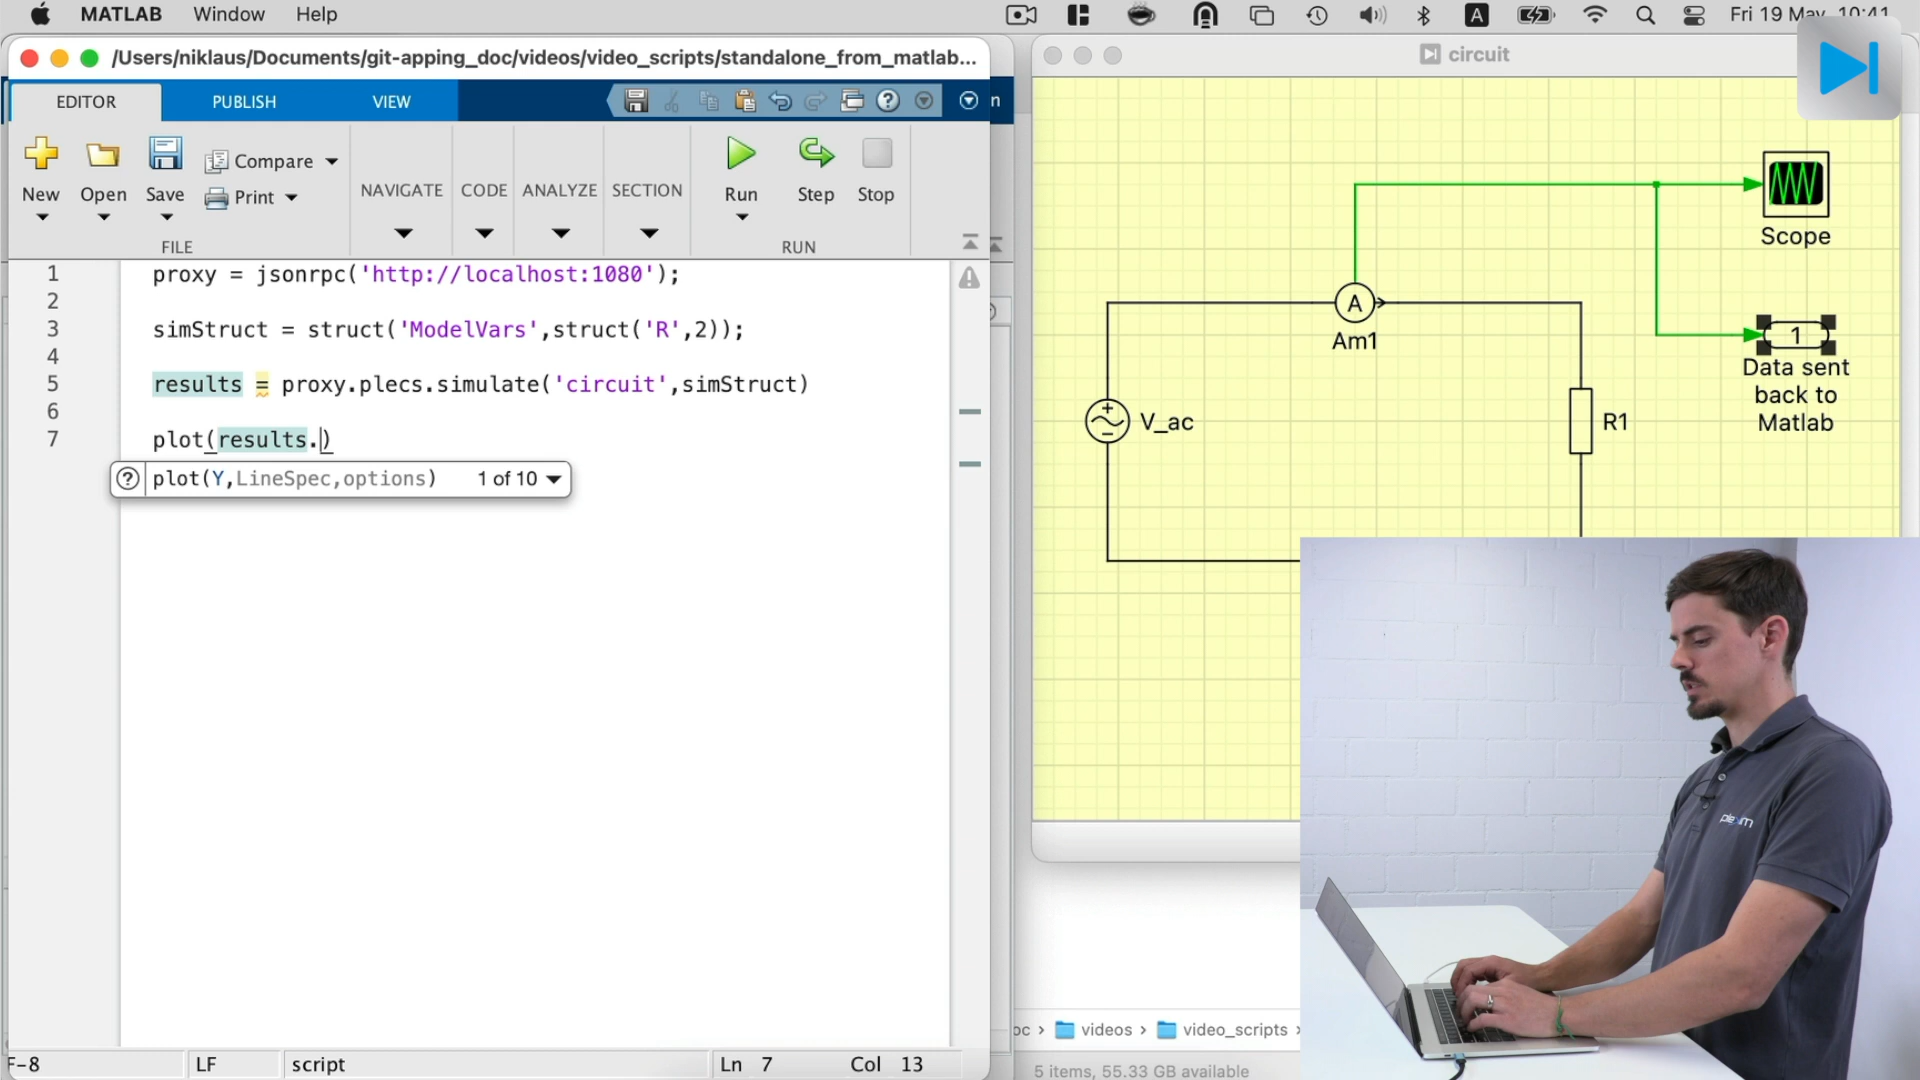 MATLAB Window Help
A
Fri 19 May 10:41
/Users/niklaus/Documents/git-apping_doc/videos/video_scripts/standalone_from_matlab...
circuit
EDITOR PUBLISH VIEW
n
New Open Save Compare Print
NAVIGATE CODE ANALYZE SECTION
Run Step Stop
FILE RUN
1 proxy = jsonrpc('http://localhost:1080');
2
3 simStruct = struct('ModelVars',struct('R',2));
4
5 results = proxy.plecs.simulate('circuit',simStruct)
6
7 plot(results.)
plot(Y,LineSpec,options) 1 of 10
Scope
A
Am1
1
Data sent
back to
Matlab
V_ac
R1
plexim
oc › videos › video_scripts ›
5 items, 55.33 GB available
F-8 LF script Ln 7 Col 13